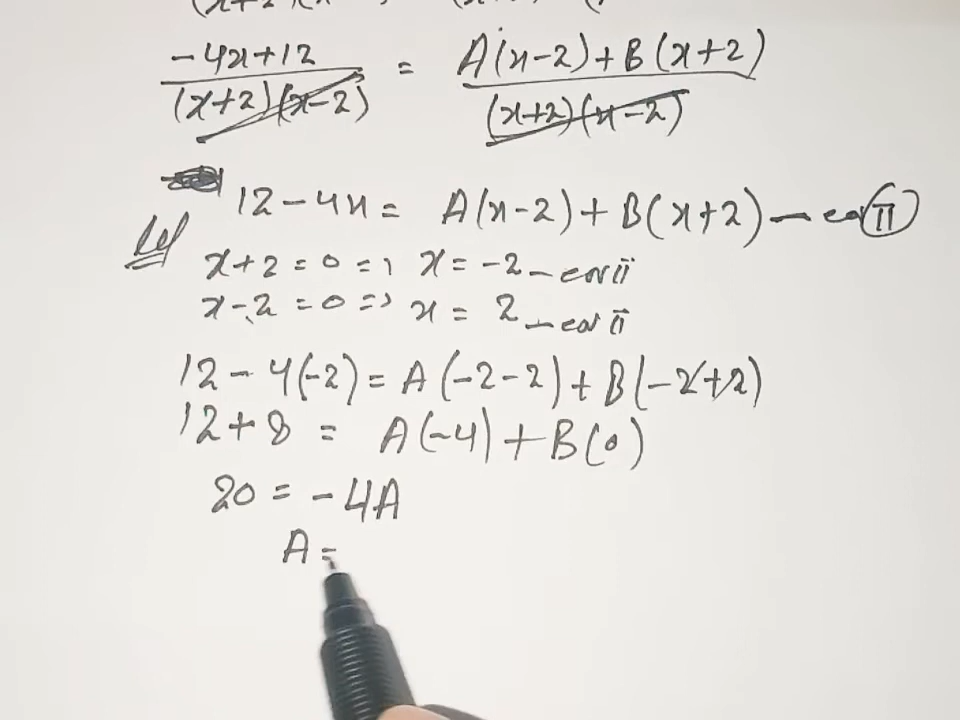 -4x+12 / (x+2)(x-2) = A(x-2)+B(x+2) / (x+2)(x-2)
12-4x = A(x-2)+B(x+2) — eq II
let
x+2=0 => x=-2 — eq II
x-2=0 => x=2 — eq II
12-4(-2) = A(-2-2)+B(-2+2)
12+8 = A(-4)+B(0)
20 = -4A
A =